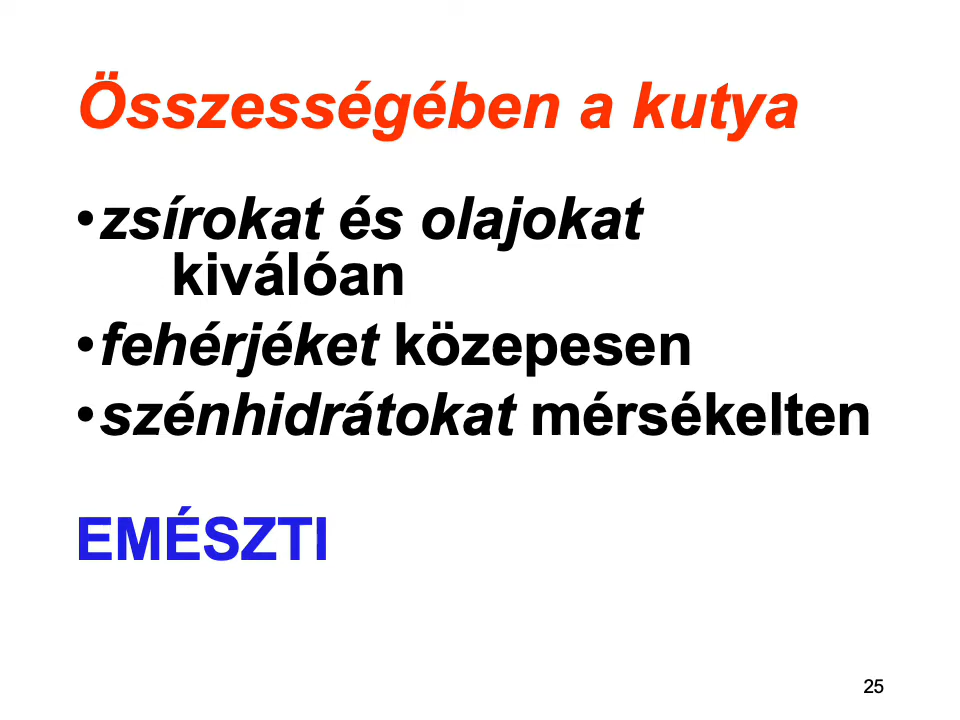 Összességében a kutya
•zsírokat és olajokat
kiválóan
•fehérjéket közepesen
•szénhidrátokat mérsékelten
EMÉSZTI
25